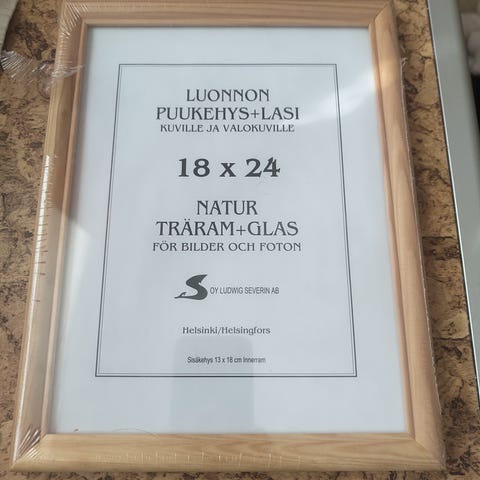 LUONNON
PUUKEHYS+LASI
KUVILLE JA VALOKUVILLE
18 x 24
NATUR
TRÄRAM+GLAS
FÖR BILDER OCH FOTON
OY LUDWIG SEVERIN AB
Helsinki/Helsingfors
Sisäkehys 13 x 18 cm Innerram